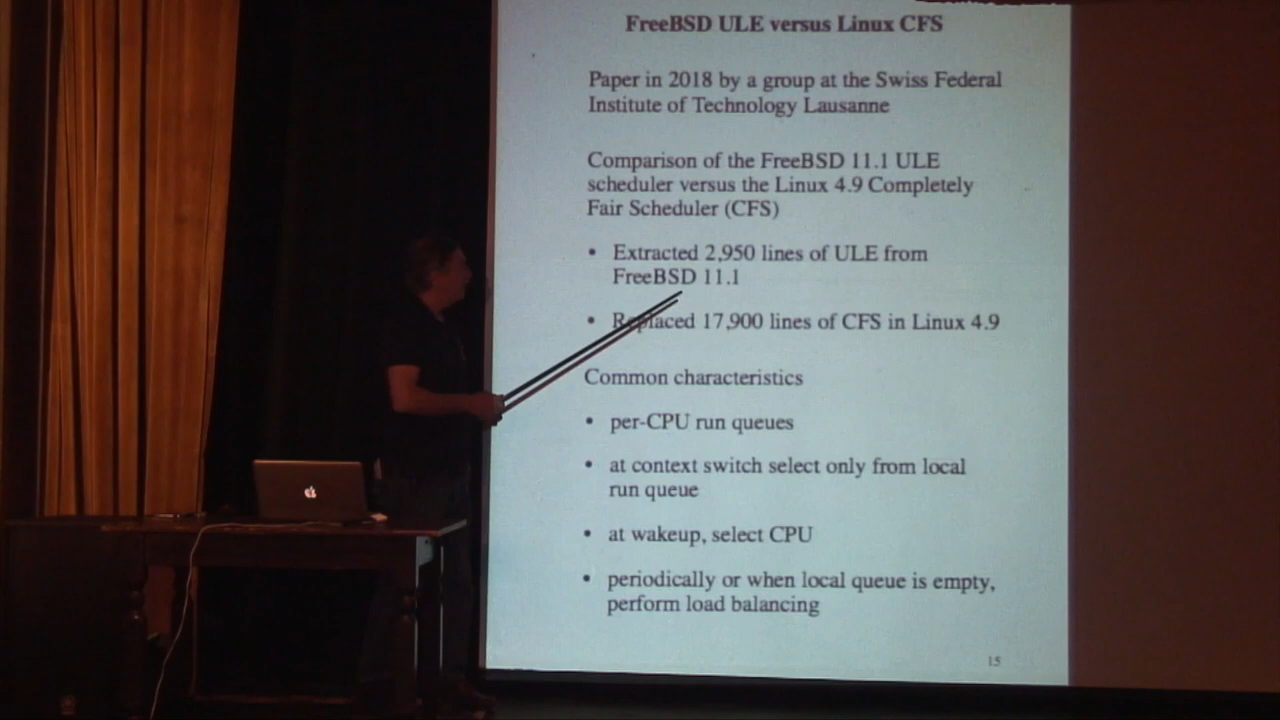 FreeBSD ULE versus Linux CFS
Paper in 2018 by a group at the Swiss Federal
Institute of Technology Lausanne
Comparison of the FreeBSD 11.1 ULE
scheduler versus the Linux 4.9 Completely
Fair Scheduler (CFS)
• Extracted 2,950 lines of ULE from
FreeBSD 11.1
• Replaced 17,900 lines of CFS in Linux 4.9
Common characteristics
• per-CPU run queues
• at context switch select only from local
run queue
• at wakeup, select CPU
• periodically or when local queue is empty,
perform load balancing
15